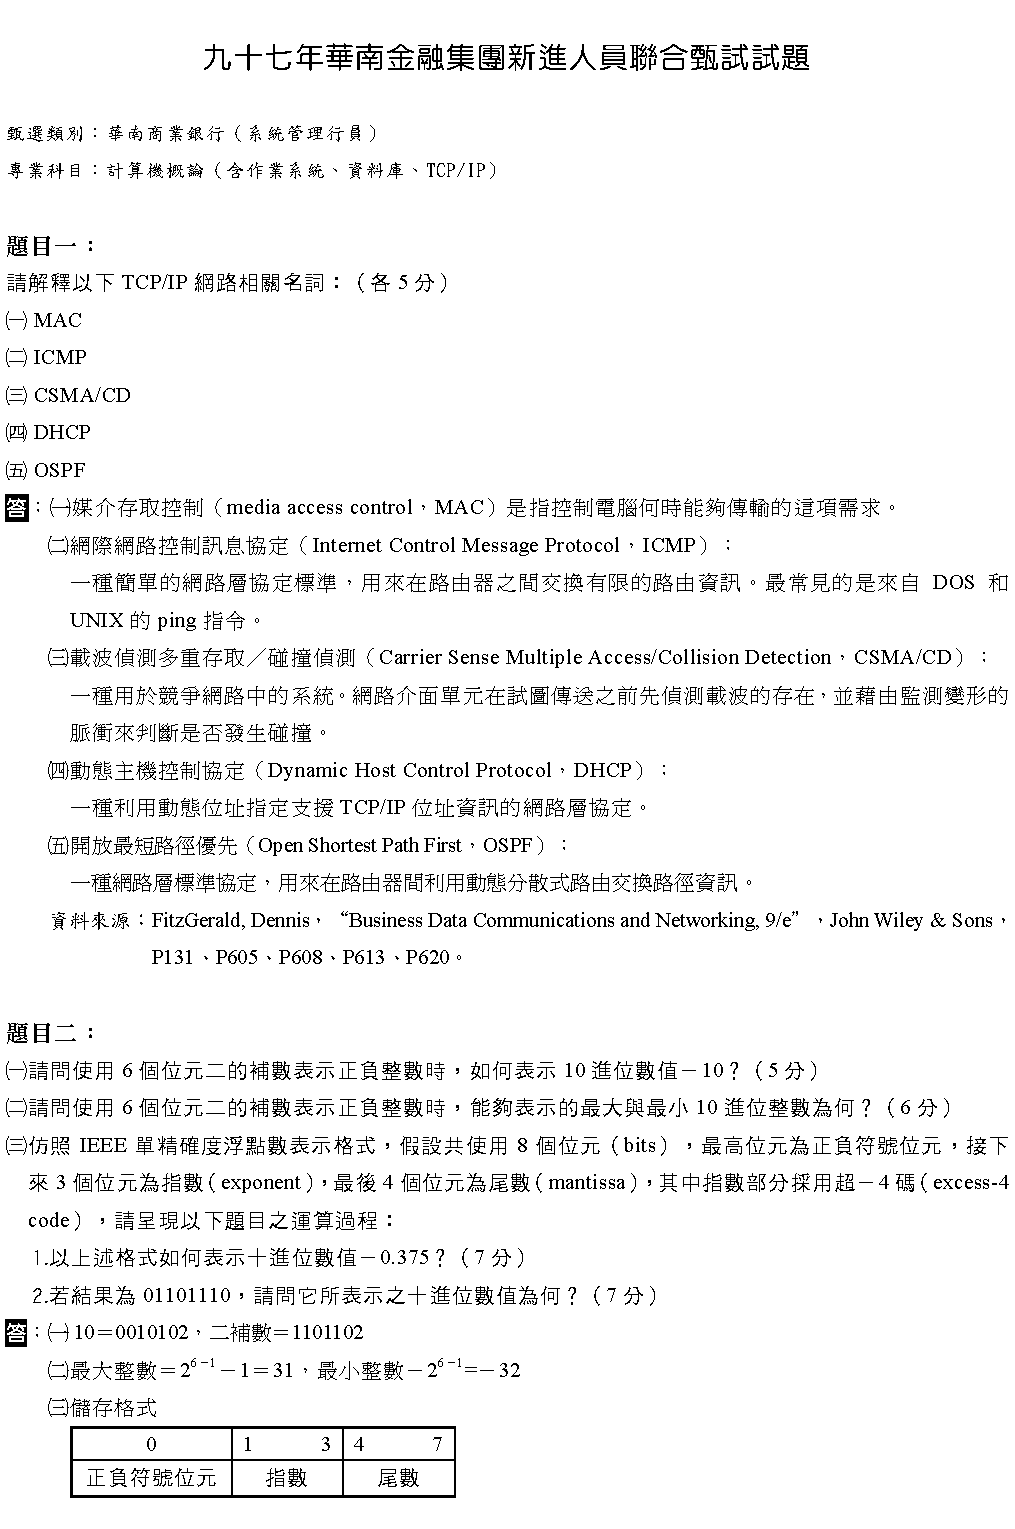 九十七年華南金融集團新進人員聯合甄試試題
甄選類別：華南商業銀行（系統管理行員）
專業科目：計算機概論（含作業系統、資料庫、TCP/IP）
題目一：
請解釋以下 TCP/IP 網路相關名詞：（各 5 分）
㈠ MAC
㈡ ICMP
㈢ CSMA/CD
㈣ DHCP
㈤ OSPF
答：㈠媒介存取控制（media access control，MAC）是指控制電腦何時能夠傳輸的這項需求。
㈡網際網路控制訊息協定（Internet Control Message Protocol，ICMP）：
一種簡單的網路層協定標準，用來在路由器之間交換有限的路由資訊。最常見的是來自 DOS 和
UNIX 的 ping 指令。
㈢載波偵測多重存取／碰撞偵測（Carrier Sense Multiple Access/Collision Detection，CSMA/CD）：
一種用於競爭網路中的系統。網路介面單元在試圖傳送之前先偵測載波的存在，並藉由監測變形的
脈衝來判斷是否發生碰撞。
㈣動態主機控制協定（Dynamic Host Control Protocol，DHCP）：
一種利用動態位址指定支援 TCP/IP 位址資訊的網路層協定。
㈤開放最短路徑優先（Open Shortest Path First，OSPF）：
一種網路層標準協定，用來在路由器間利用動態分散式路由交換路徑資訊。
資料來源：FitzGerald, Dennis，“Business Data Communications and Networking, 9/e”，John Wiley & Sons，
P131、P605、P608、P613、P620。
題目二：
㈠請問使用 6 個位元二的補數表示正負整數時，如何表示 10 進位數值－10？（5 分）
㈡請問使用 6 個位元二的補數表示正負整數時，能夠表示的最大與最小 10 進位整數為何？（6 分）
㈢仿照 IEEE 單精確度浮點數表示格式，假設共使用 8 個位元（bits），最高位元為正負符號位元，接下
來 3 個位元為指數（exponent），最後 4 個位元為尾數（mantissa），其中指數部分採用超－4 碼（excess-4
code），請呈現以下題目之運算過程：
1.以上述格式如何表示十進位數值－0.375？（7 分）
2.若結果為 01101110，請問它所表示之十進位數值為何？（7 分）
答：㈠ 10＝0010102，二補數＝1101102
㈡最大整數＝2⁶⁻¹－1＝31，最小整數－2⁶⁻¹=－32
㈢儲存格式
0 1 3 4 7
正負符號位元 指數 尾數